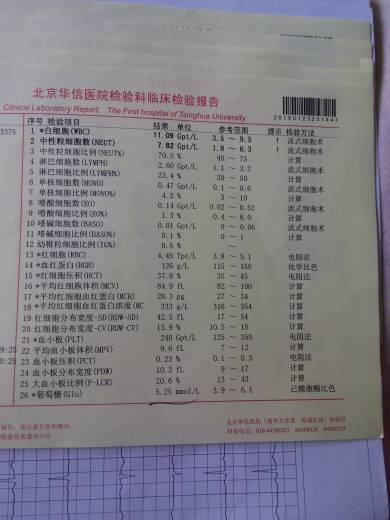 北京华信医院检验科临床检验报告
Clinical Laboratory Report, The First hospital of Tsinghua University
20150123231441
3375
序号 检验项目 结果 单位 参考范围 提示 检验方法
1 *白细胞(WBC) 11.09 Gpt/L 3.5 ~ 9.5 ↑ 流式细胞术
2 中性粒细胞数(NEUT) 7.82 Gpt/L 1.8 ~ 6.3 ↑ 流式细胞术
3 中性粒细胞比例(NEUT%) 70.5 % 40 ~ 75 计算
4 淋巴细胞数(LYMPH) 2.60 Gpt/L 1.1 ~ 3.2 流式细胞术
5 淋巴细胞比例(LYMPH%) 23.4 % 20 ~ 50 计算
6 单核细胞数(MONO) 0.47 Gpt/L 0.1 ~ 0.6 流式细胞术
7 单核细胞比例(MONO%) 4.2 % 3 ~ 10 计算
8 嗜酸细胞数(EO) 0.14 Gpt/L 0.02 ~ 0.52 流式细胞术
9 嗜酸细胞比例(EO%) 1.3 % 0.4 ~ 8.0 计算
10 嗜碱细胞数(BASO) 0.01 Gpt/L 0 ~ 0.06 流式细胞术
11 嗜碱细胞比例(BASO%) 0.1 % 0 ~ 1 计算
12 幼稚粒细胞比例(IG%) 0.5 % ~
13 *红细胞(RBC) 4.45 Tpt/L 3.8 ~ 5.1 电阻法
14 *血红蛋白(HGB) 126 g/L 115 ~ 150 化学比色
15 *红细胞压积(HCT) 37.8 % 35 ~ 45 电阻法
16 *平均红细胞体积(MCV) 84.9 fL 82 ~ 100 计算
17 *平均红细胞血红蛋白(MCH) 28.3 pg 27 ~ 34 计算
18 *平均红细胞血红蛋白浓度(MC 333 g/L 316 ~ 354 计算
19 红细胞分布宽度-SD(RDW-SD) 42.5 fL 17 ~ 54 计算
20 红细胞分布宽度-CV(RDW-CV) 13.9 % 10.5 ~ 15 计算
21 *血小板(PLT) 240 Gpt/L 125 ~ 350 电阻法
9:25 22 平均血小板体积(MPV) 9.6 fL 7 ~ 12 计算
0:25 23 血小板压积(PCT) 0.23 % 0.1 ~ 0.3 电阻法
24 血小板分布宽度(PDW) 10.3 fL 9 ~ 17 计算
25 大血小板比例(P-LCR) 20.6 % 13 ~ 43 计算
26 *葡萄糖(Glu) 5.25 mmol/L 3.9 ~ 6.1 己糖激酶比色